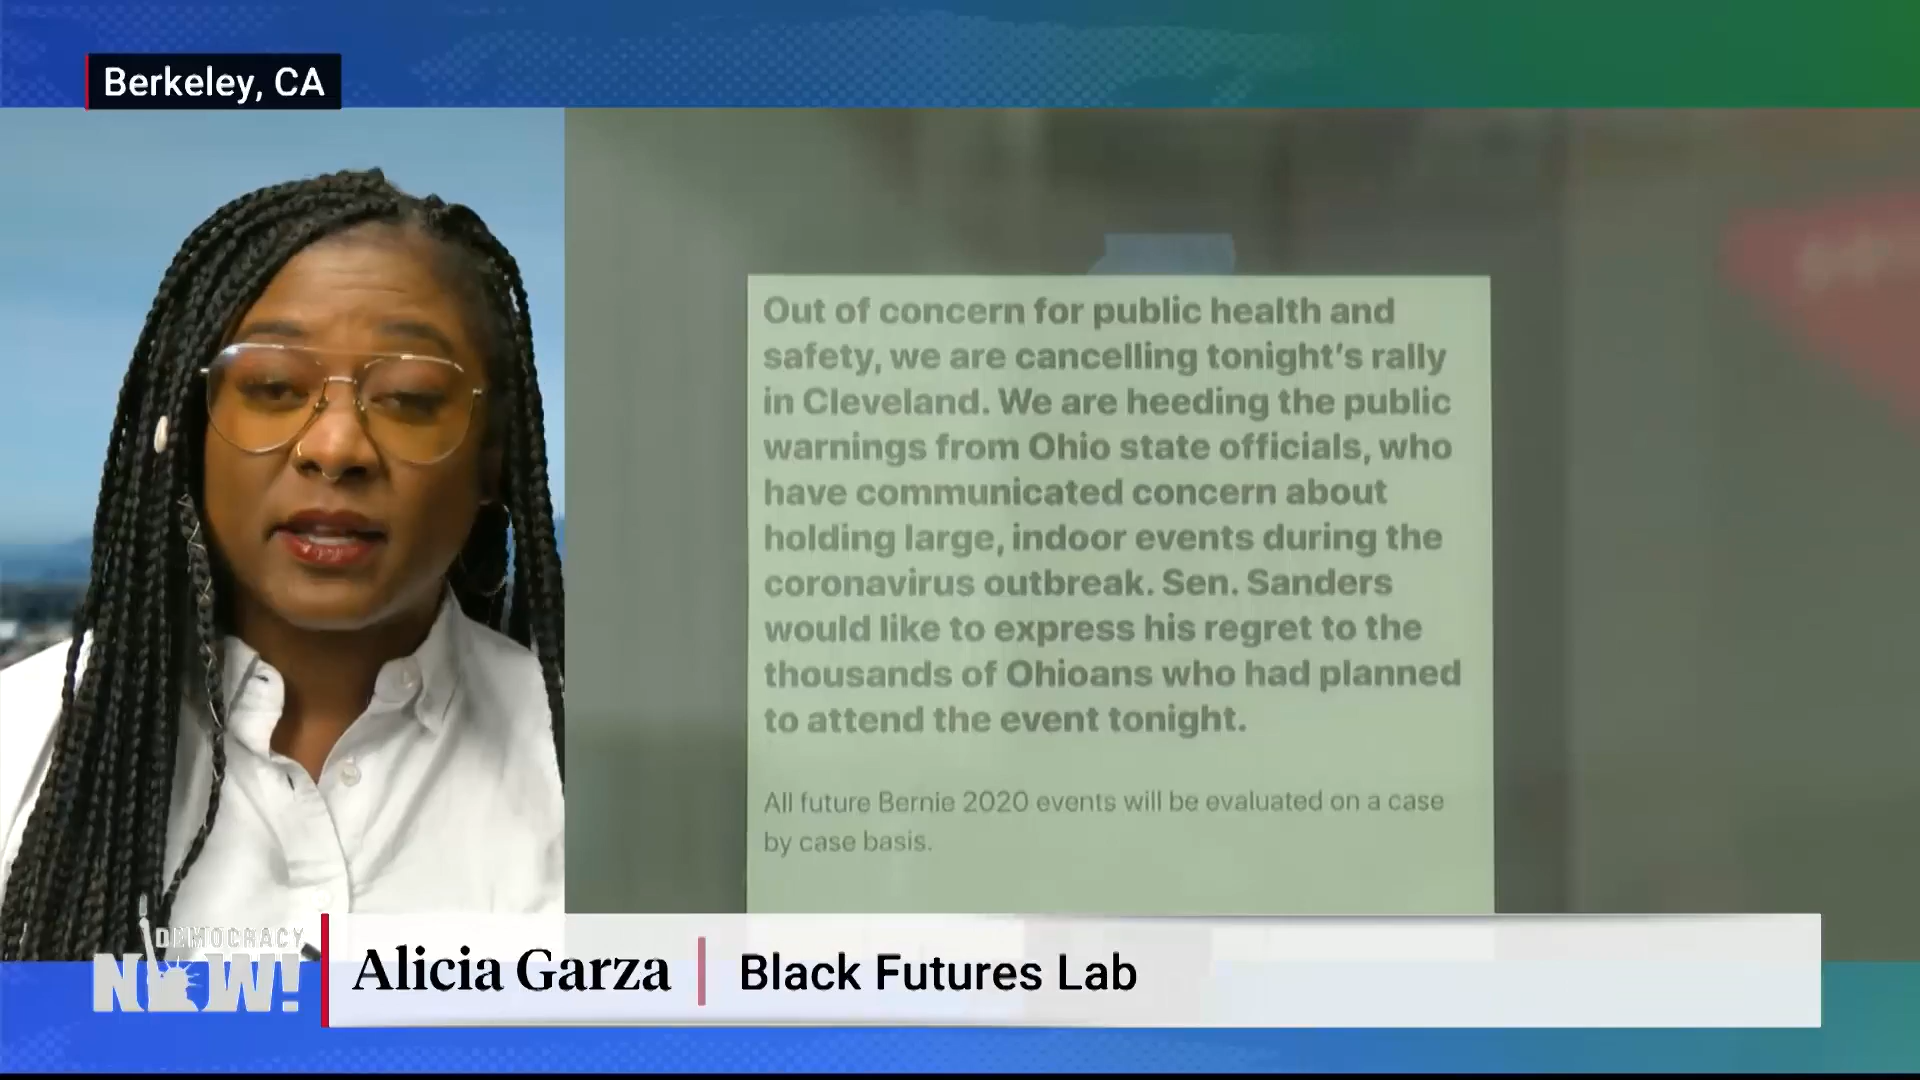 Berkeley, CA
Out of concern for public health and
safety, we are cancelling tonight's rally
in Cleveland. We are heeding the public
warnings from Ohio state officials, who
have communicated concern about
holding large, indoor events during the
coronavirus outbreak. Sen. Sanders
would like to express his regret to the
thousands of Ohioans who had planned
to attend the event tonight.
All future Bernie 2020 events will be evaluated on a case
by case basis.
DEMOCRACY
NOW!
Alicia Garza | Black Futures Lab